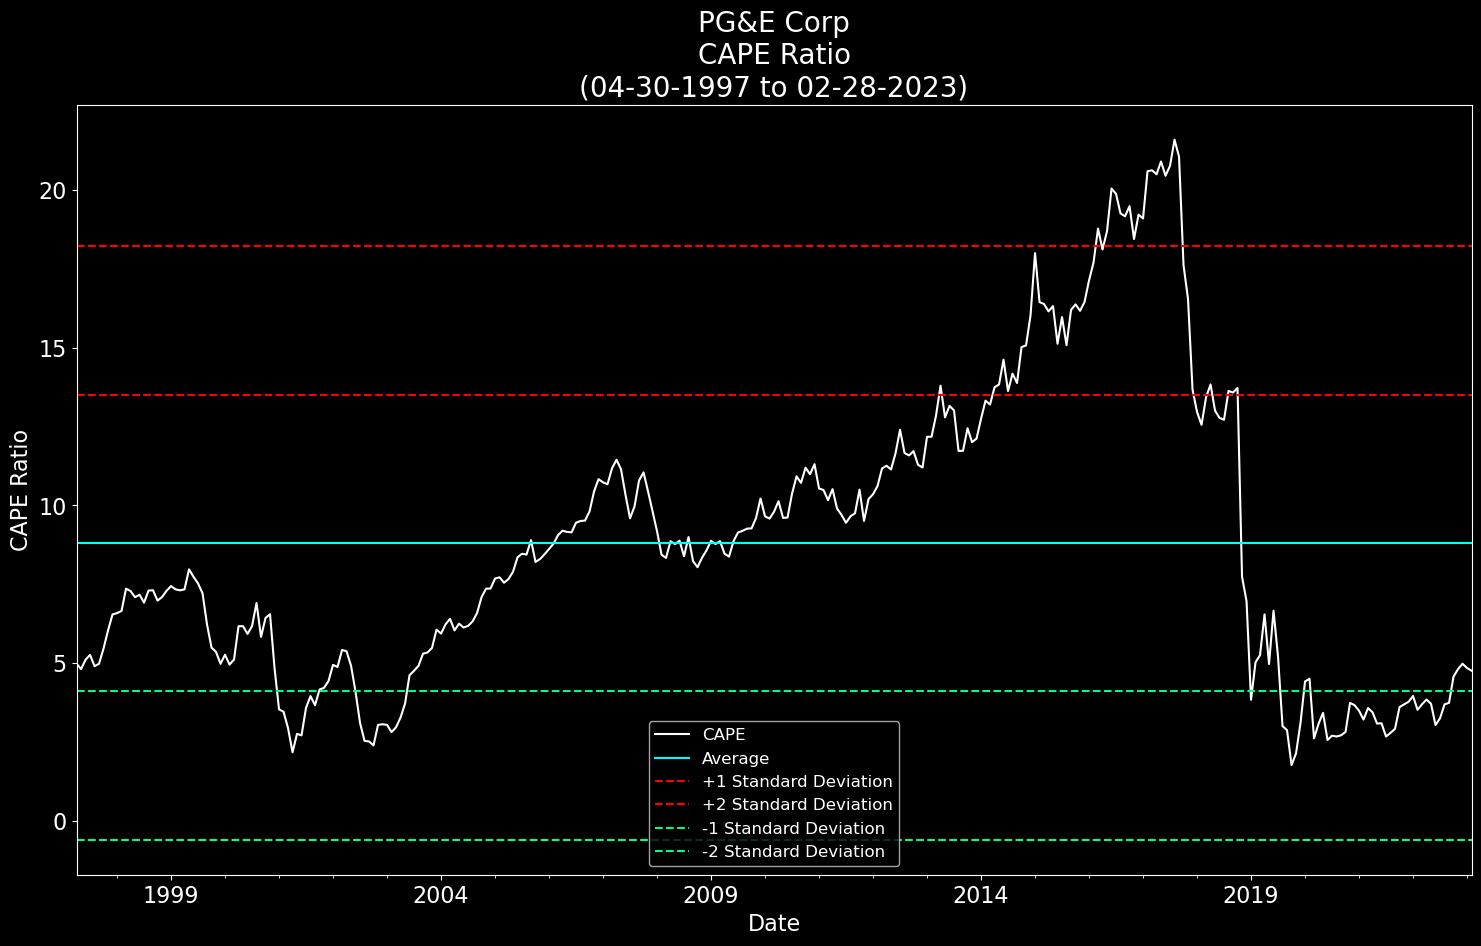 PG&E Corp
CAPE Ratio
(04-30-1997 to 02-28-2023)
CAPE Ratio
20
15
10
5
0
CAPE
Average
+1 Standard Deviation
+2 Standard Deviation
-1 Standard Deviation
-2 Standard Deviation
1999 2004 2009 2014 2019
Date